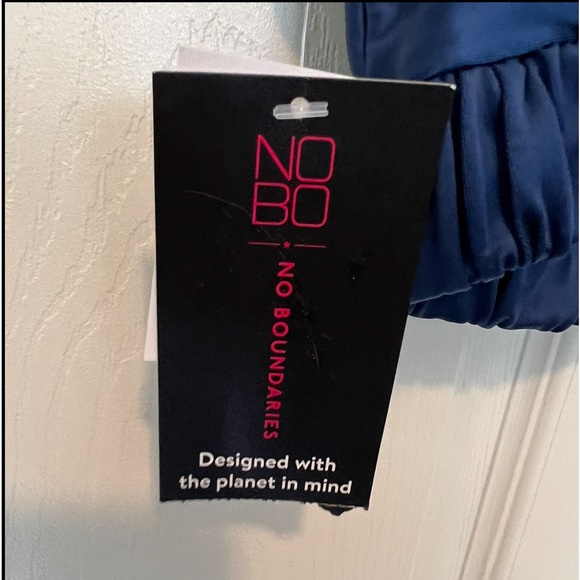 NO
BO
NO BOUNDARIES
Designed with
the planet in mind